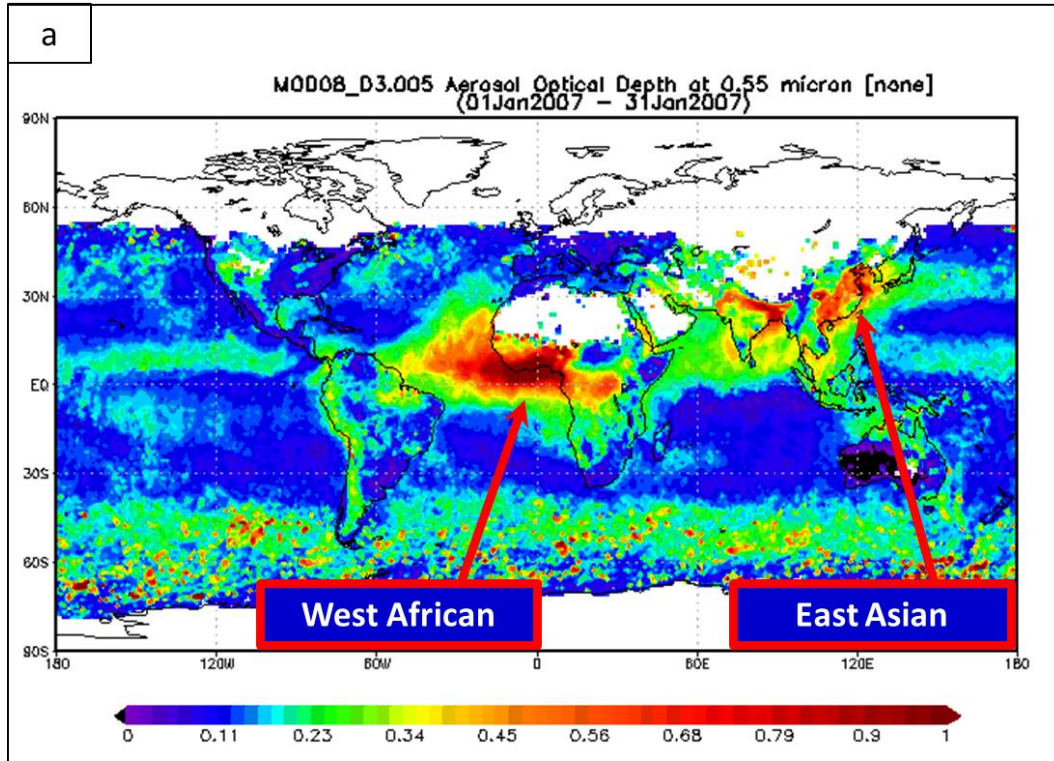 a
MOD08_D3.005 Aerosol Optical Depth at 0.55 micron [none]
(01Jan2007 - 31Jan2007)
90N
60N
30N
EQ
30S
60S
90S
West African
East Asian
180 120W 60W 0 60E 120E 180
0 0.11 0.23 0.34 0.45 0.56 0.68 0.79 0.9 1